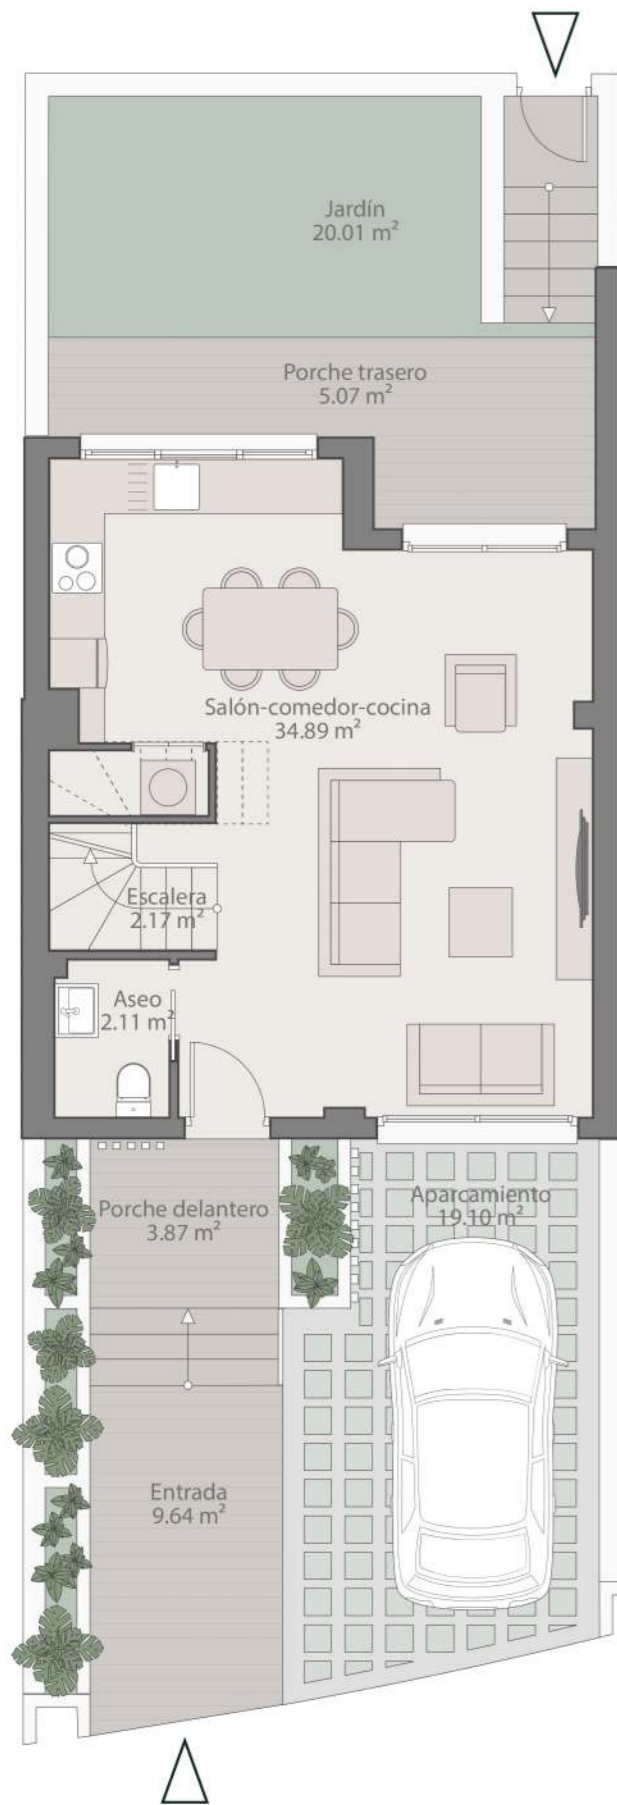 Jardín
20.01 m²
Porche trasero
5.07 m²
Salón-comedor-cocina
34.89 m²
Escalera
2.17 m²
Aseo
2.11 m²
Porche delantero
3.87 m²
Aparcamiento
19.10 m²
Entrada
9.64 m²